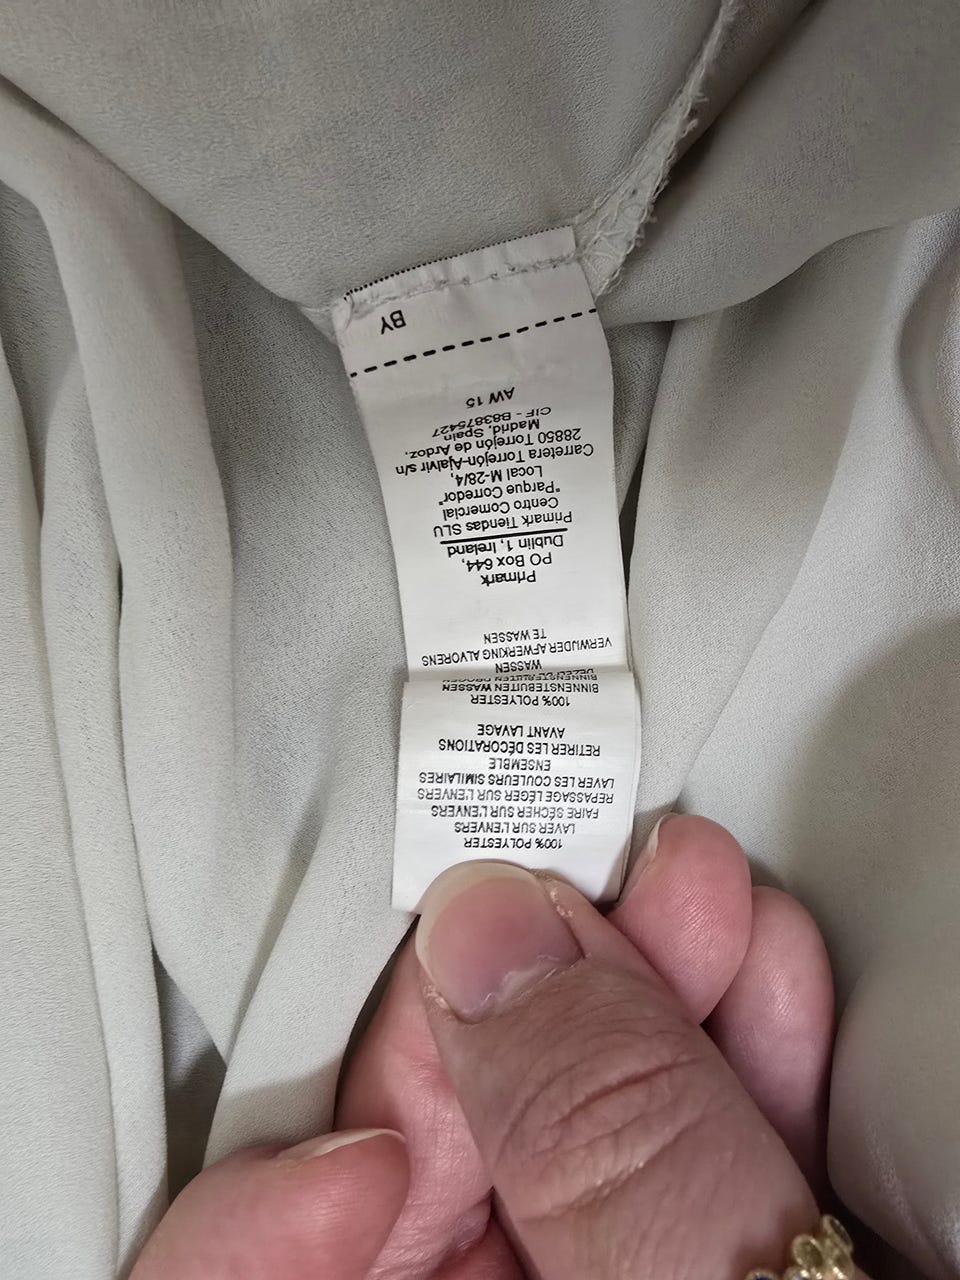 100% POLYESTER
LAVER SUR L'ENVERS
FAIRE SÉCHER SUR L'ENVERS
REPASSAGE LÉGER SUR L'ENVERS
LAVER LES COULEURS SIMILAIRES
ENSEMBLE
RETIRER LES DÉCORATIONS
AVANT LAVAGE
100% POLYESTER
BINNENSTEBUITEN WASSEN
WASSEN
VERWIJDER AFWERKING ALVORENS
TE WASSEN
Primark
PO Box 644,
Dublin 1, Ireland
Primark Tiendas SLU
Centro Comercial
"Parque Corredor"
Local M-28/4,
Carretera Torrejón-Ajalvir s/n
28850 Torrejón de Ardoz.
Madrid, Spain
CIF - B83875427
AW 15
BY